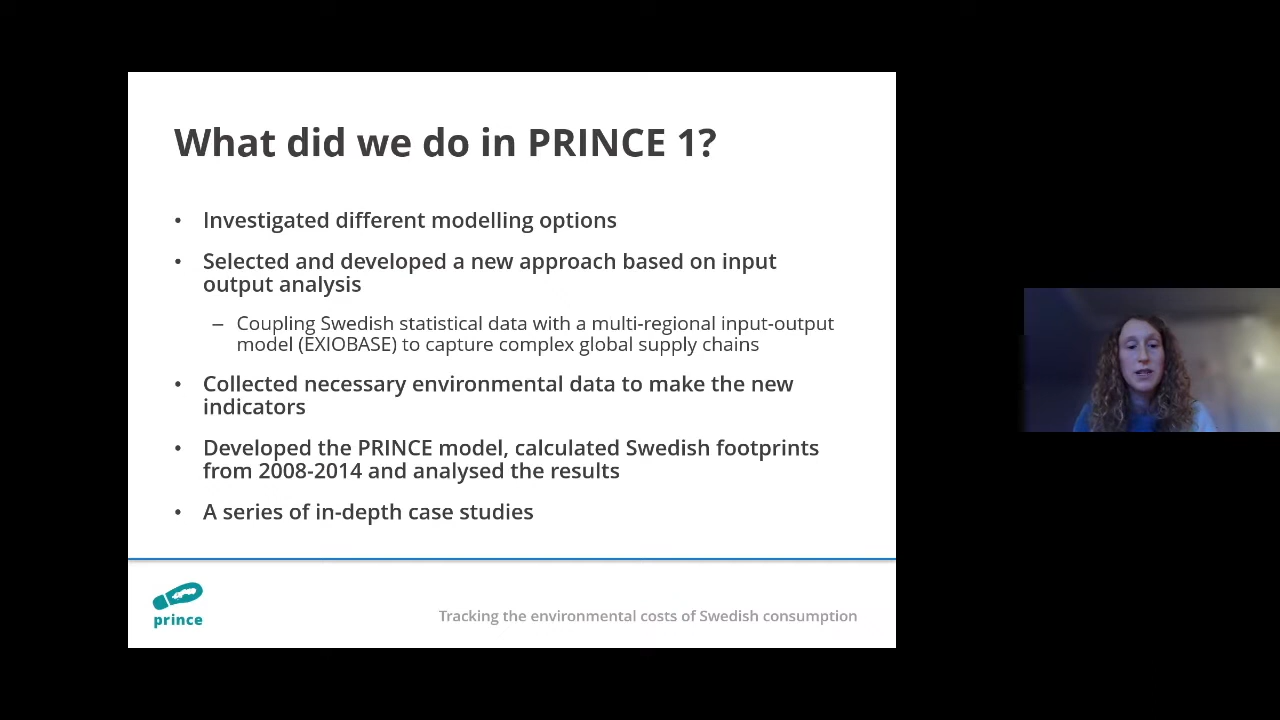 What did we do in PRINCE 1?
• Investigated different modelling options
• Selected and developed a new approach based on input
output analysis
– Coupling Swedish statistical data with a multi-regional input-output
model (EXIOBASE) to capture complex global supply chains
• Collected necessary environmental data to make the new
indicators
• Developed the PRINCE model, calculated Swedish footprints
from 2008-2014 and analysed the results
• A series of in-depth case studies
prince
Tracking the environmental costs of Swedish consumption